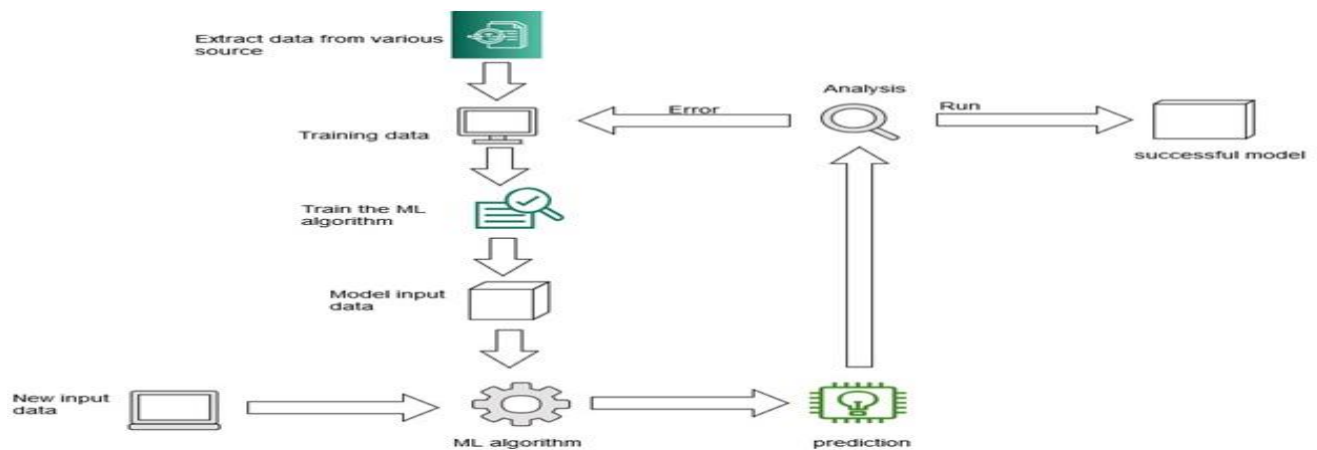 Extract data from various
source
Analysis
Error
Run
Training data
successful model
Train the ML
algorithm
Model input
data
New input
data
ML algorithm
prediction